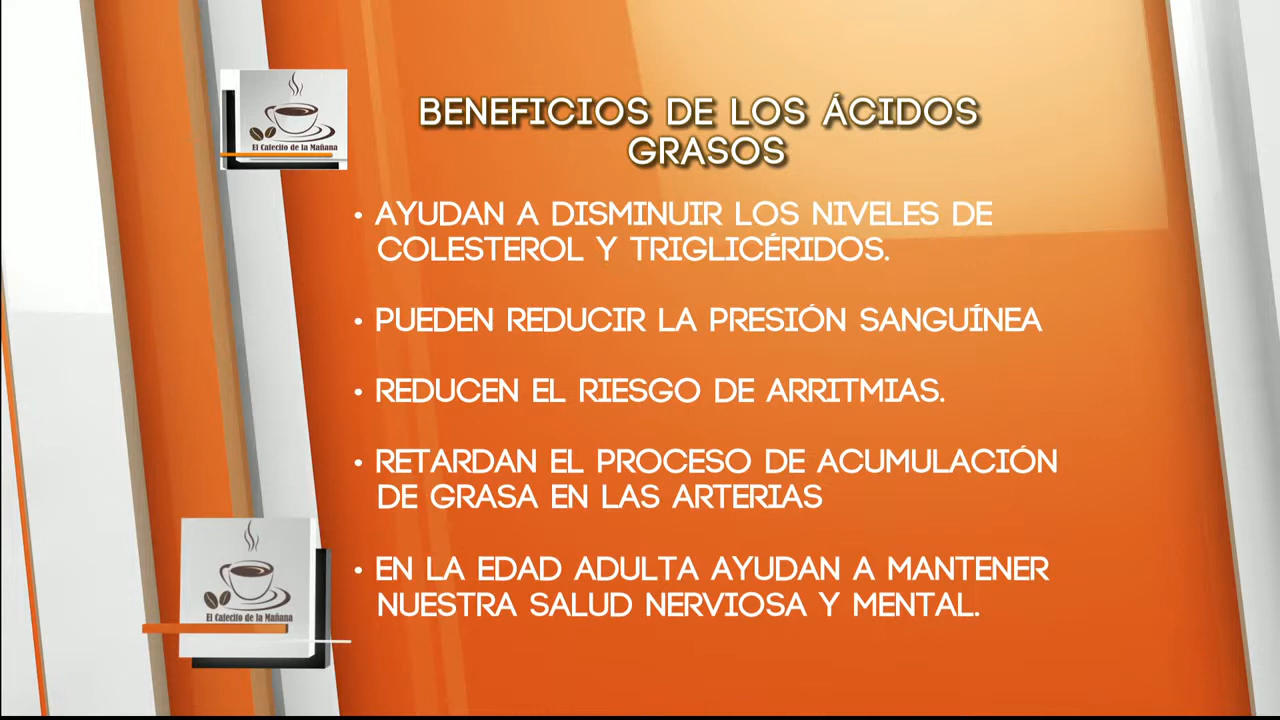 El Cafecito de la Mañana
BENEFICIOS DE LOS ÁCIDOS
GRASOS
• AYUDAN A DISMINUIR LOS NIVELES DE
COLESTEROL Y TRIGLICÉRIDOS.
• PUEDEN REDUCIR LA PRESIÓN SANGUÍNEA
• REDUCEN EL RIESGO DE ARRITMIAS.
• RETARDAN EL PROCESO DE ACUMULACIÓN
DE GRASA EN LAS ARTERIAS
• EN LA EDAD ADULTA AYUDAN A MANTENER
NUESTRA SALUD NERVIOSA Y MENTAL.
El Cafecito de la Mañana